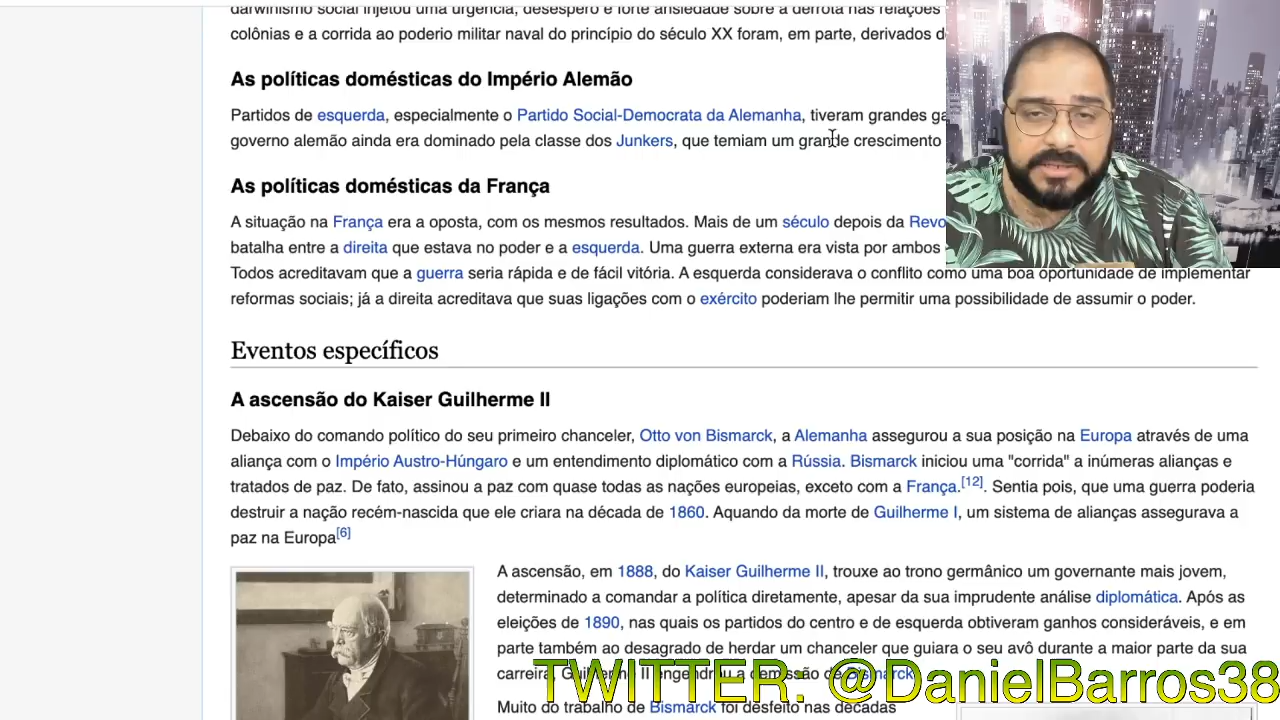 darwinismo social injetou uma urgência, desespero e forte ansiedade sobre a derrota nas relações
colônias e a corrida ao poderio militar naval do princípio do século XX foram, em parte, derivados d
As políticas domésticas do Império Alemão
Partidos de esquerda, especialmente o Partido Social-Democrata da Alemanha, tiveram grandes ga
governo alemão ainda era dominado pela classe dos Junkers, que temiam um grande crescimento
As políticas domésticas da França
A situação na França era a oposta, com os mesmos resultados. Mais de um século depois da Revo
batalha entre a direita que estava no poder e a esquerda. Uma guerra externa era vista por ambos
Todos acreditavam que a guerra seria rápida e de fácil vitória. A esquerda considerava o conflito como uma boa oportunidade de implementar
reformas sociais; já a direita acreditava que suas ligações com o exército poderiam lhe permitir uma possibilidade de assumir o poder.
Eventos específicos
A ascensão do Kaiser Guilherme II
Debaixo do comando político do seu primeiro chanceler, Otto von Bismarck, a Alemanha assegurou a sua posição na Europa através de uma
aliança com o Império Austro-Húngaro e um entendimento diplomático com a Rússia. Bismarck iniciou uma "corrida" a inúmeras alianças e
tratados de paz. De fato, assinou a paz com quase todas as nações europeias, exceto com a França.[12]. Sentia pois, que uma guerra poderia
destruir a nação recém-nascida que ele criara na década de 1860. Aquando da morte de Guilherme I, um sistema de alianças assegurava a
paz na Europa[6]
A ascensão, em 1888, do Kaiser Guilherme II, trouxe ao trono germânico um governante mais jovem,
determinado a comandar a política diretamente, apesar da sua imprudente análise diplomática. Após as
eleições de 1890, nas quais os partidos do centro e de esquerda obtiveram ganhos consideráveis, e em
parte também ao desagrado de herdar um chanceler que guiara o seu avô durante a maior parte da sua
carreira, Guilherme II engendrou a demissão de Bismarck
Muito do trabalho de Bismarck foi desfeito nas décadas
TWITTER: @DanielBarros38